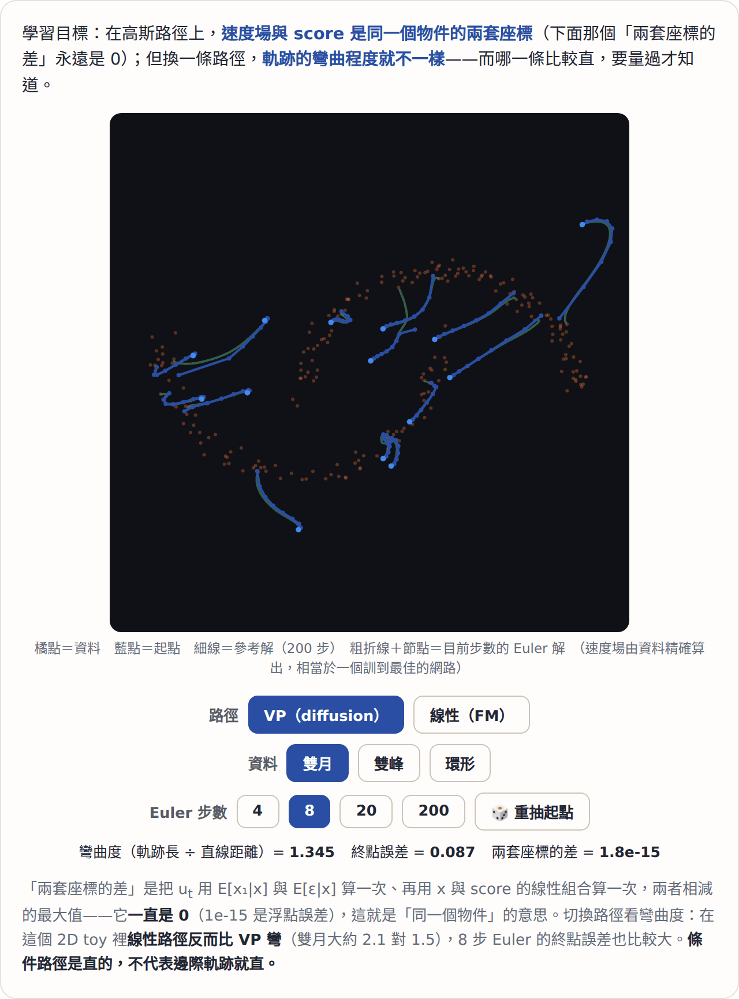 學習目標：在高斯路徑上，速度場與 score 是同一個物件的兩套座標（下面那個「兩套座標的
差」永遠是 0）；但換一條路徑，軌跡的彎曲程度就不一樣——而哪一條比較直，要量過才知
道。
橘點＝資料　藍點＝起點　細線＝參考解（200 步）　粗折線＋節點＝目前步數的 Euler 解　（速度場由資料精確算
出，相當於一個訓到最佳的網路）
路徑 VP（diffusion） 線性（FM）
資料 雙月 雙峰 環形
Euler 步數 4 8 20 200 🎲 重抽起點
彎曲度（軌跡長 ÷ 直線距離）= 1.345 終點誤差 = 0.087 兩套座標的差 = 1.8e-15
「兩套座標的差」是把 uₜ 用 E[x₁|x] 與 E[ε|x] 算一次、再用 x 與 score 的線性組合算一次，兩者相減
的最大值——它一直是 0（1e-15 是浮點誤差），這就是「同一個物件」的意思。切換路徑看彎曲度：在
這個 2D toy 裡線性路徑反而比 VP 彎（雙月大約 2.1 對 1.5），8 步 Euler 的終點誤差也比較大。條
件路徑是直的，不代表邊際軌跡就直。